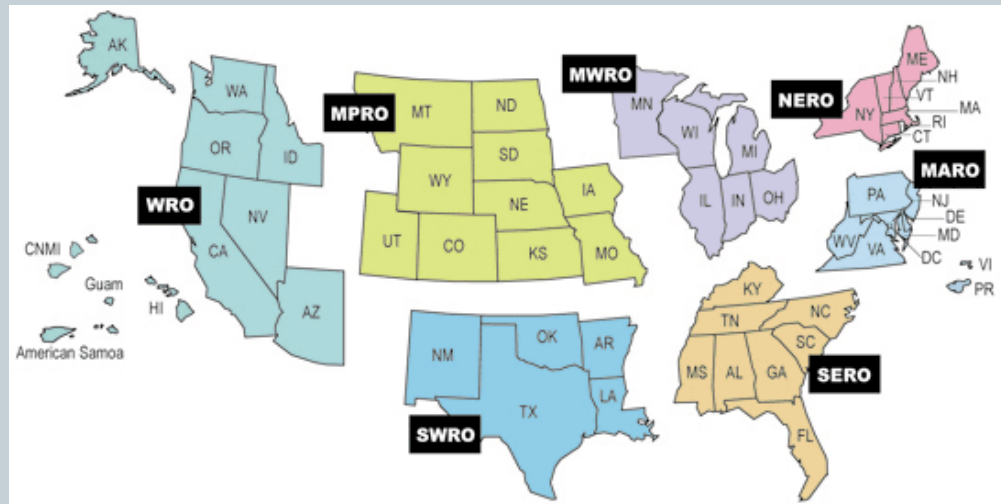 AK
WA
OR
ID
WRO
NV
CA
AZ
CNMI
Guam
HI
American Samoa
MPRO
MT
ND
SD
WY
NE
IA
UT
CO
KS
MO
MWRO
MN
WI
MI
IL
IN
OH
NERO
ME
NH
VT
MA
NY
RI
CT
MARO
PA
NJ
DE
WV
MD
VA
DC
VI
PR
SWRO
NM
OK
AR
TX
LA
SERO
KY
TN
NC
SC
MS
AL
GA
FL